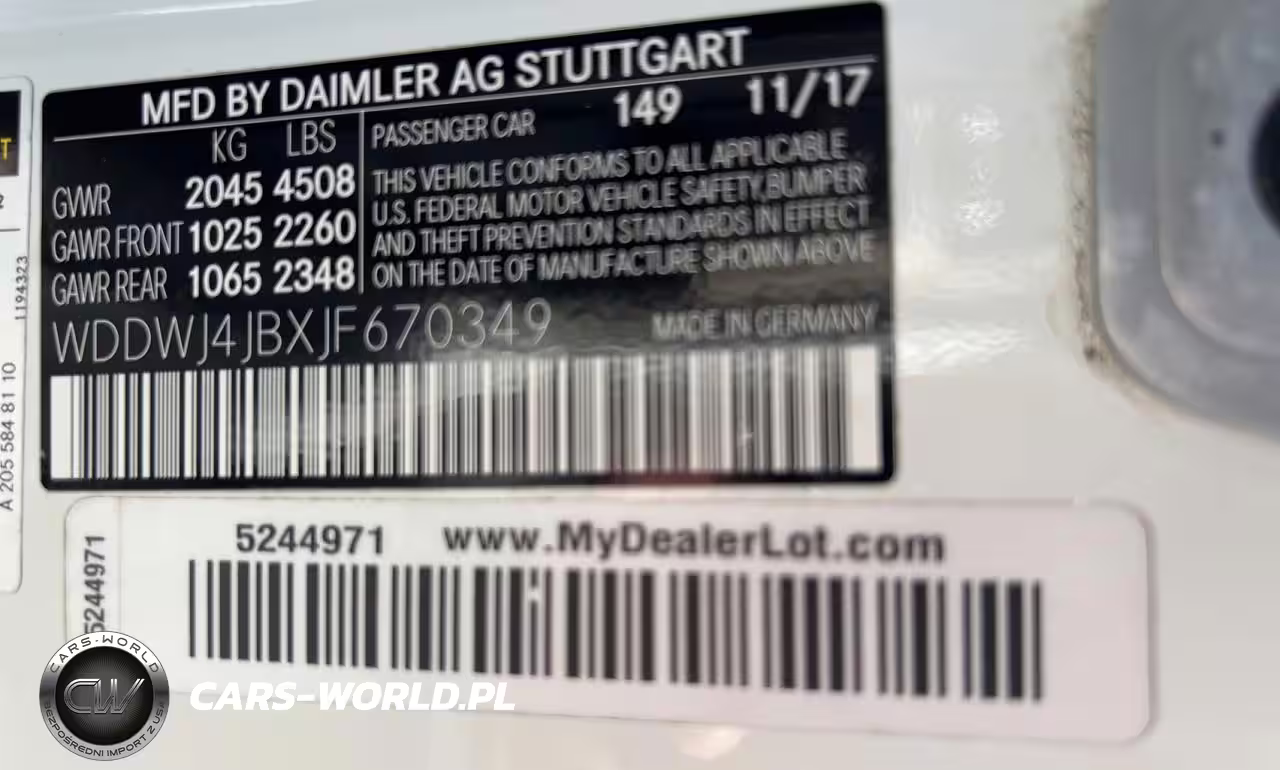 MFD BY DAIMLER AG STUTTGART
KG LBS
GVWR 2045 4508
GAWR FRONT 1025 2260
GAWR REAR 1065 2348
PASSENGER CAR 149 11/17
THIS VEHICLE CONFORMS TO ALL APPLICABLE
U.S. FEDERAL MOTOR VEHICLE SAFETY,BUMPER
AND THEFT PREVENTION STANDARDS IN EFFECT
ON THE DATE OF MANUFACTURE SHOWN ABOVE
WDDWJ4JBXJF670349 MADE IN GERMANY
1194323
A 205 584 81 10
5244971 www.MyDealerLot.com
5244971
CARS-WORLD
CW
BEZPOŚREDNI IMPORT Z USA
CARS-WORLD.PL